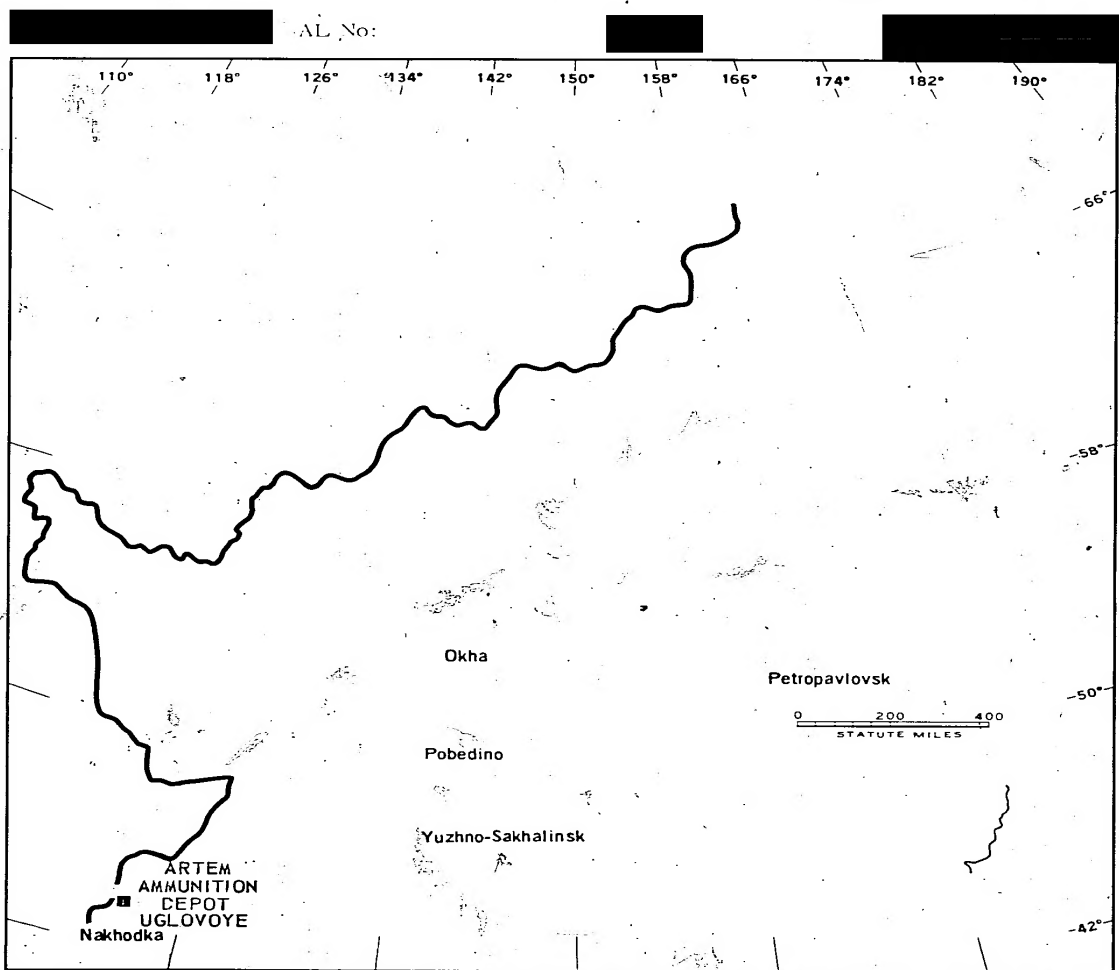 AL No:
110° 118° 126° 134° 142° 150° 158° 166° 174° 182° 190°
66°
58°
Okha
Petropavlovsk
50°
0 200 400
STATUTE MILES
Pobedino
Yuzhno-Sakhalinsk
ARTEM
AMMUNITION
DEPOT
UGLOVOYE
42°
Nakhodka